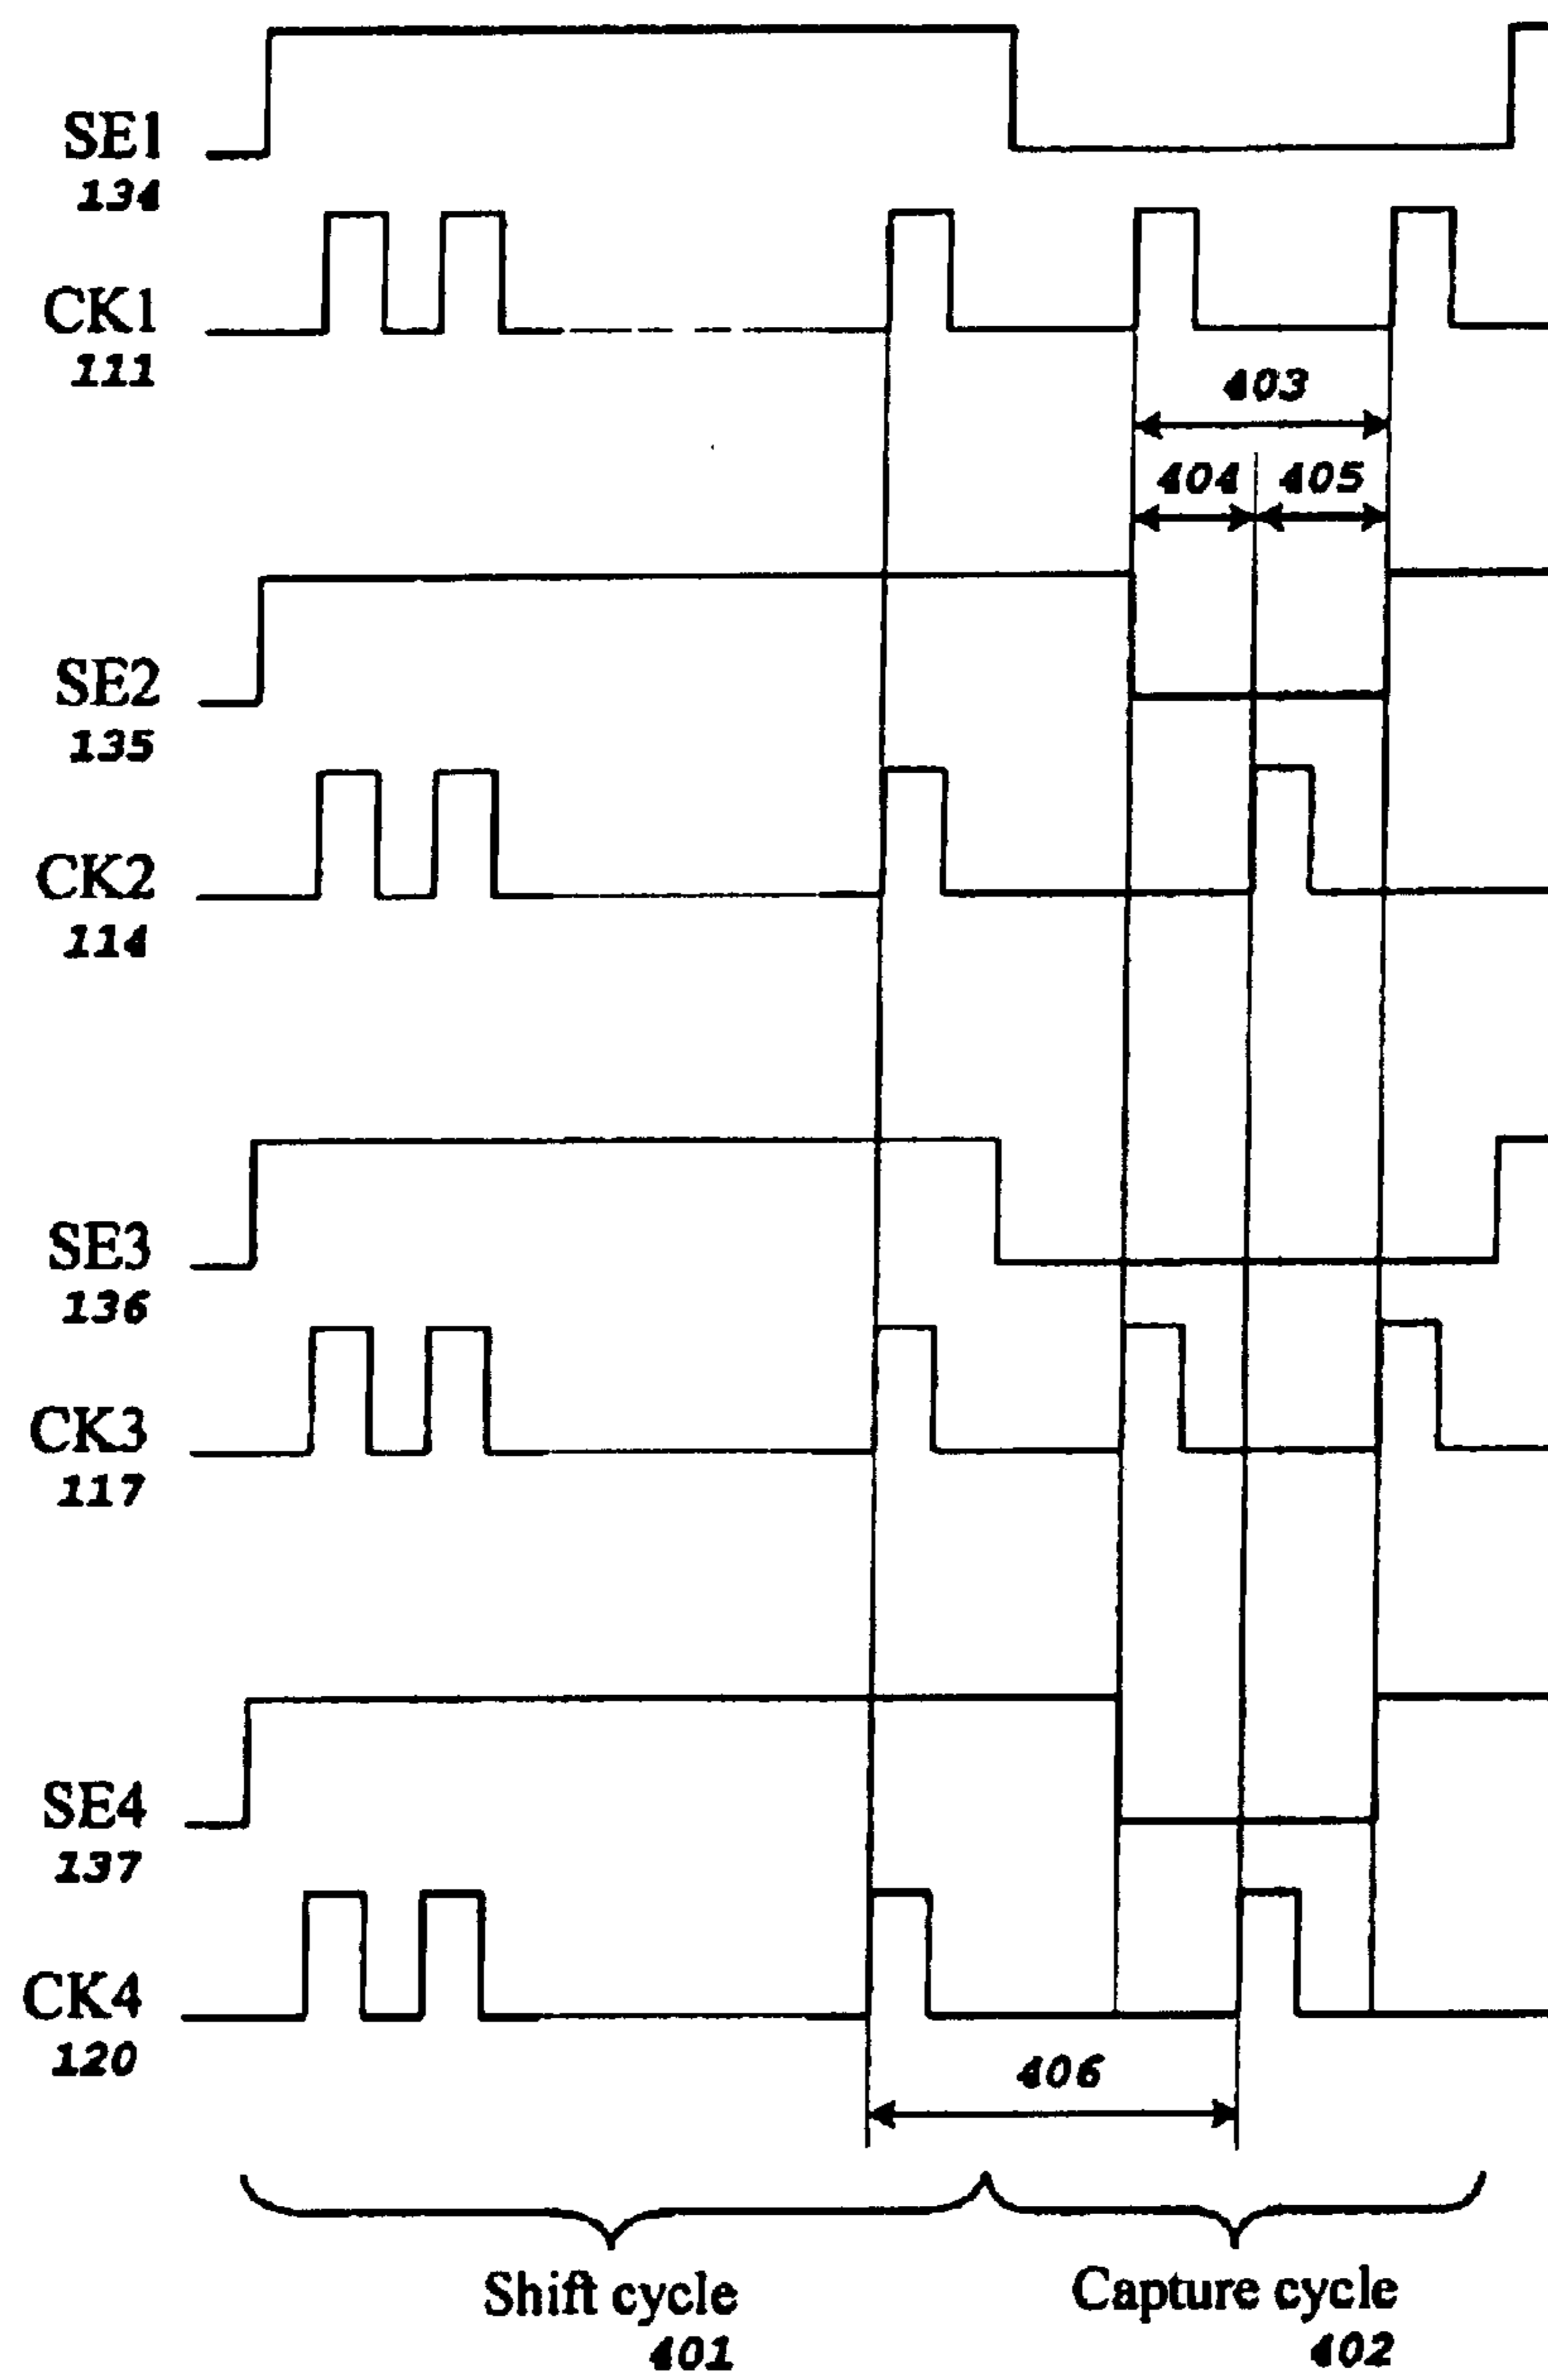 SE1
134
CK1
111
403
404 405
SE2
135
CK2
114
SE3
136
CK3
117
SE4
137
CK4
120
406
Shift cycle
401
Capture cycle
402